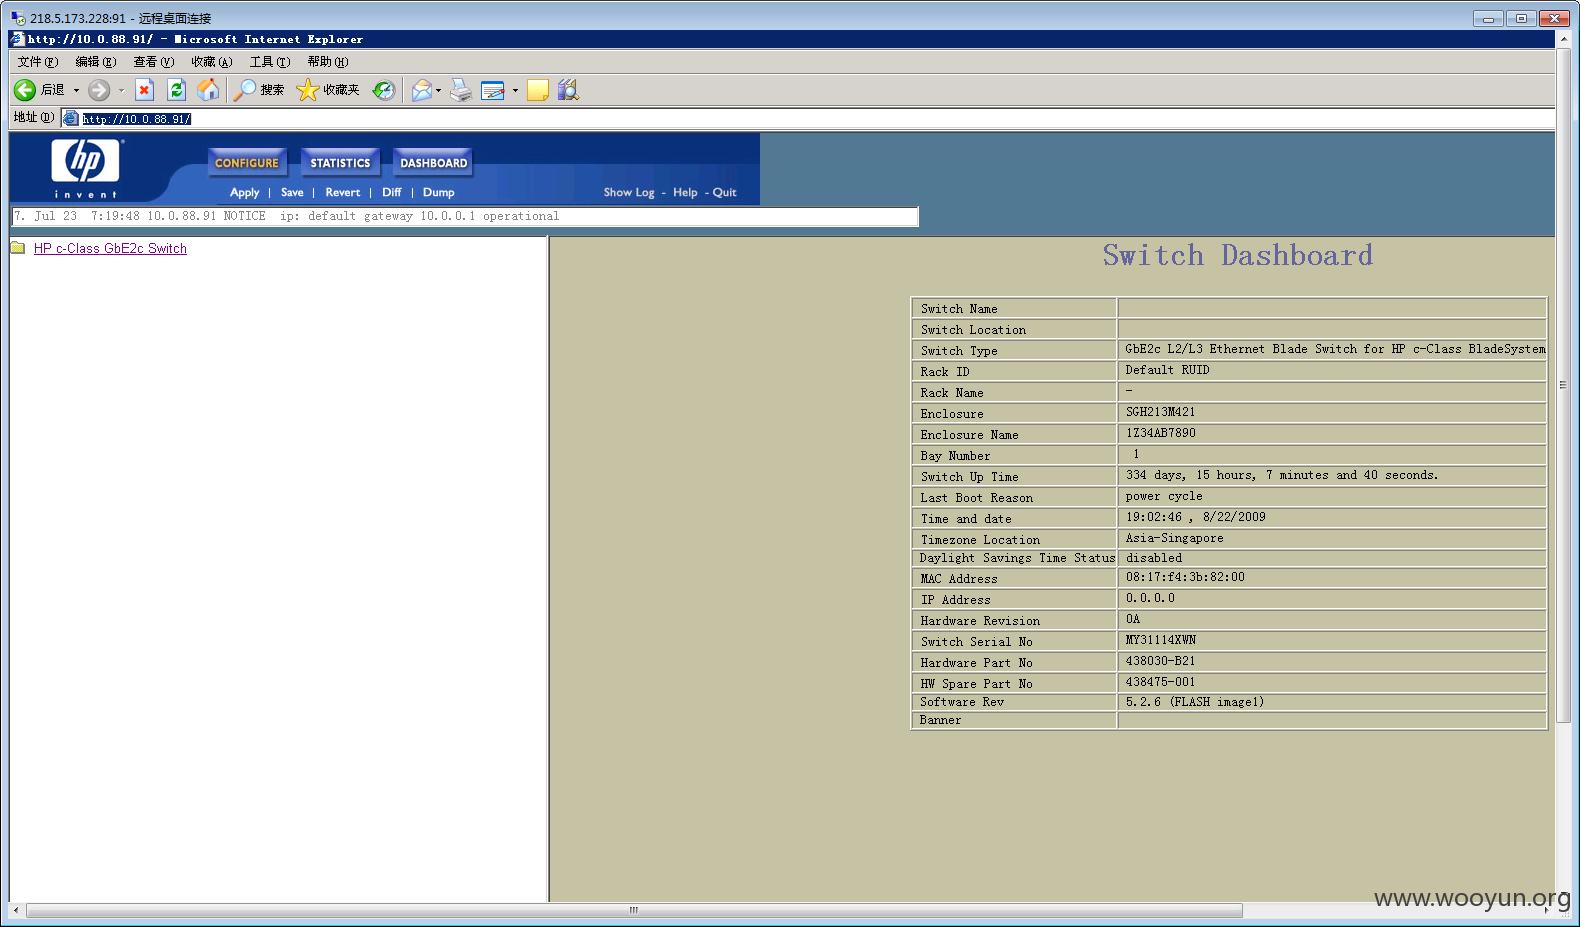 218.5.173.228:91 - 远程桌面连接
http://10.0.88.91/ - Microsoft Internet Explorer
文件(F) 编辑(E) 查看(V) 收藏(A) 工具(T) 帮助(H)
后退 搜索 收藏夹
地址(D) http://10.0.88.91/
hp
invent
CONFIGURE STATISTICS DASHBOARD
Apply | Save | Revert | Diff | Dump Show Log - Help - Quit
7. Jul 23 7:19:48 10.0.88.91 NOTICE ip: default gateway 10.0.0.1 operational
HP c-Class GbE2c Switch
Switch Dashboard
Switch Name
Switch Location
Switch Type GbE2c L2/L3 Ethernet Blade Switch for HP c-Class BladeSystem
Rack ID Default RUID
Rack Name -
Enclosure SGH213M421
Enclosure Name 1Z34AB7890
Bay Number 1
Switch Up Time 334 days, 15 hours, 7 minutes and 40 seconds.
Last Boot Reason power cycle
Time and date 19:02:46 , 8/22/2009
Timezone Location Asia-Singapore
Daylight Savings Time Status disabled
MAC Address 08:17:f4:3b:82:00
IP Address 0.0.0.0
Hardware Revision 0A
Switch Serial No MY31114XWN
Hardware Part No 438030-B21
HW Spare Part No 438475-001
Software Rev 5.2.6 (FLASH image1)
Banner
www.wooyun.org